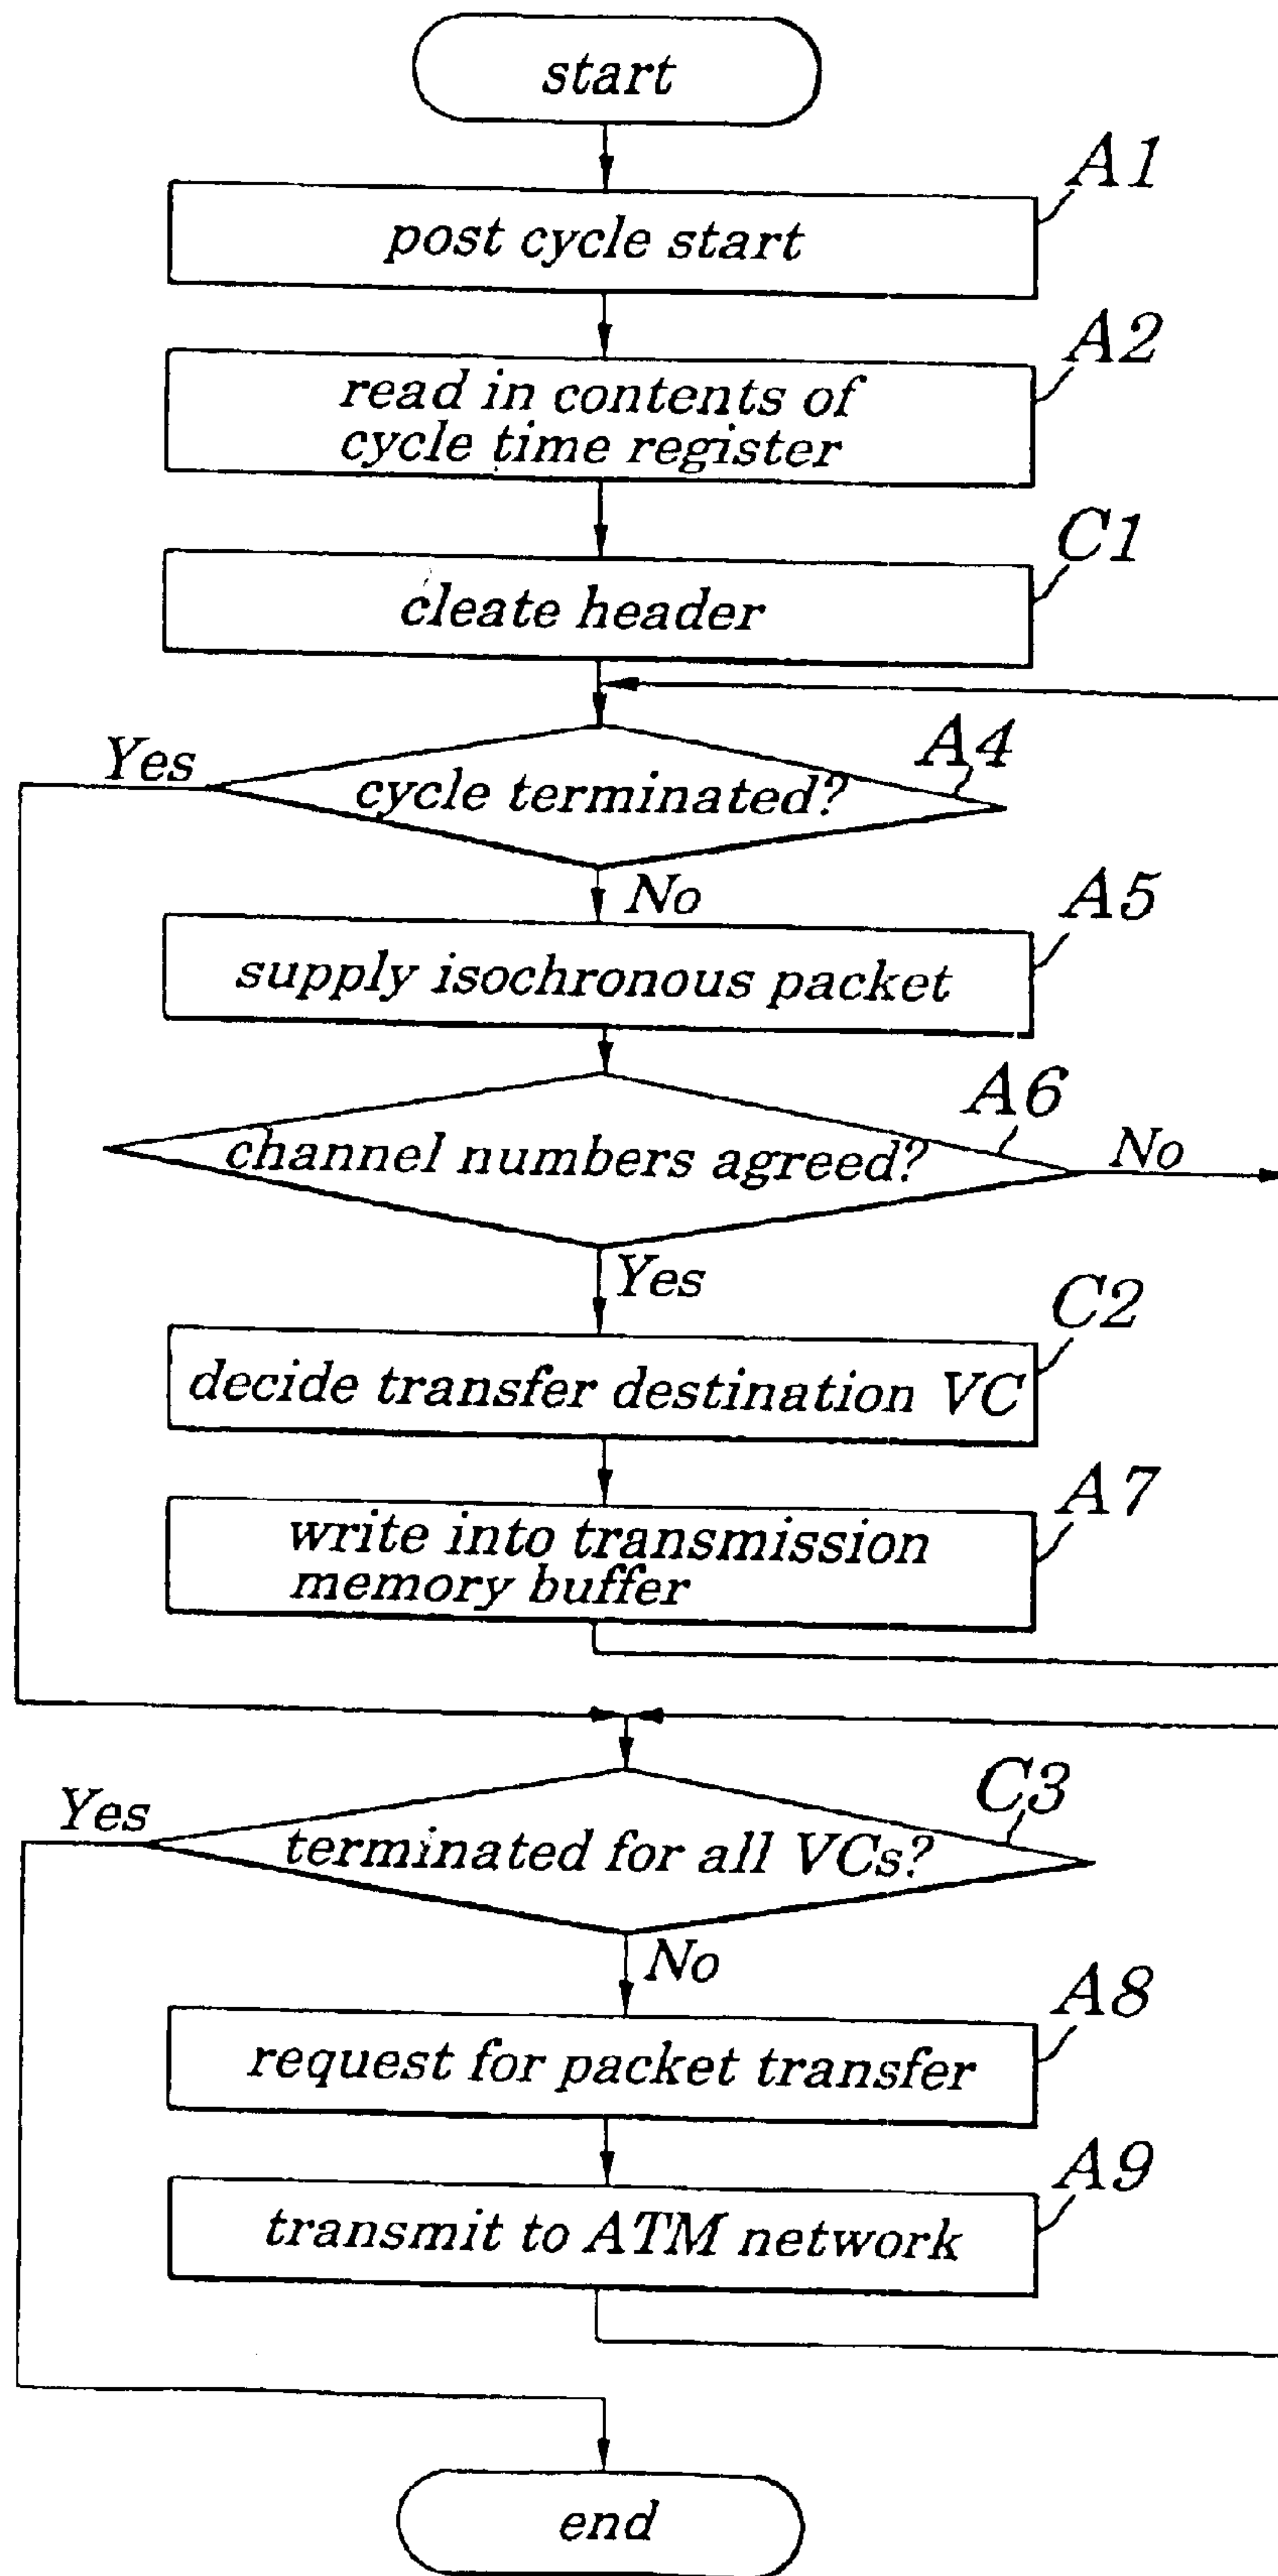 start
A1
post cycle start
A2
read in contents of
cycle time register
C1
cleate header
A4
Yes
cycle terminated?
No
A5
supply isochronous packet
A6
channel numbers agreed?
No
Yes
C2
decide transfer destination VC
A7
write into transmission
memory buffer
C3
Yes
terminated for all VCs?
No
A8
request for packet transfer
A9
transmit to ATM network
end